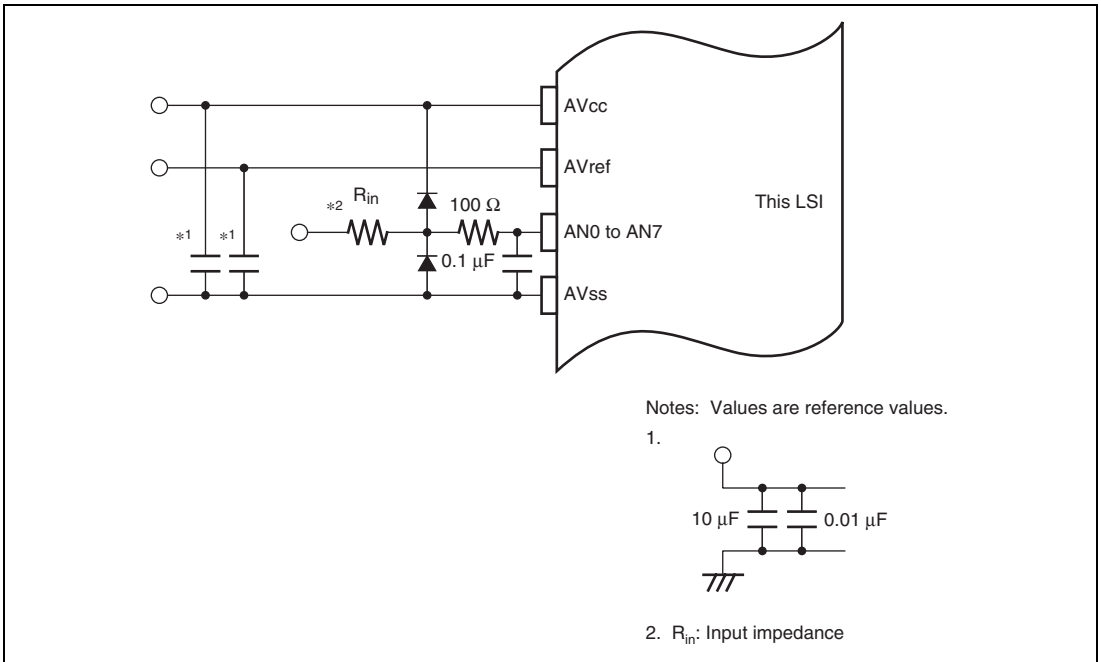 AVcc
AVref
This LSI
*2 Rin
100 Ω
AN0 to AN7
*1 *1
0.1 μF
AVss
Notes: Values are reference values.
1.
10 μF 0.01 μF
2. Rin: Input impedance